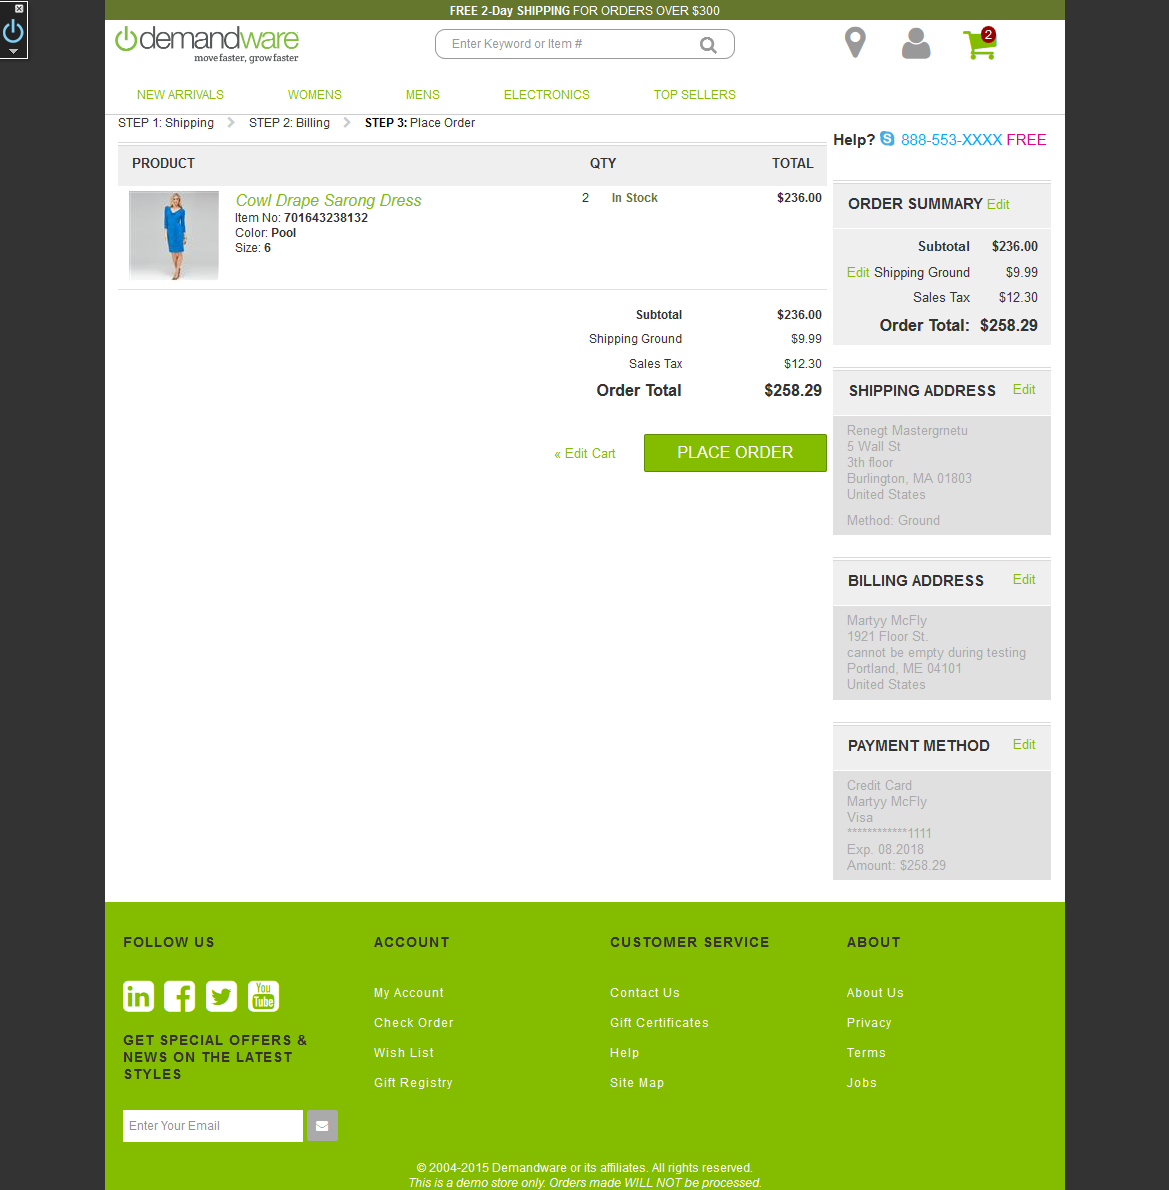 FREE 2-Day SHIPPING FOR ORDERS OVER $300
demandware
move faster, grow faster
Enter Keyword or Item #
2
NEW ARRIVALS
WOMENS
MENS
ELECTRONICS
TOP SELLERS
STEP 1: Shipping
STEP 2: Billing
STEP 3: Place Order
Help? 888-553-XXXX FREE
PRODUCT QTY TOTAL
Cowl Drape Sarong Dress 2 In Stock $236.00
Item No: 701643238132
Color: Pool
Size: 6
Subtotal $236.00
Shipping Ground $9.99
Sales Tax $12.30
Order Total $258.29
« Edit Cart
PLACE ORDER
ORDER SUMMARY Edit
Subtotal $236.00
Edit Shipping Ground $9.99
Sales Tax $12.30
Order Total: $258.29
SHIPPING ADDRESS Edit
Renegt Mastergrnetu
5 Wall St
3th floor
Burlington, MA 01803
United States
Method: Ground
BILLING ADDRESS Edit
Martyy McFly
1921 Floor St.
cannot be empty during testing
Portland, ME 04101
United States
PAYMENT METHOD Edit
Credit Card
Martyy McFly
Visa
************1111
Exp. 08.2018
Amount: $258.29
FOLLOW US
in
You
Tube
GET SPECIAL OFFERS &
NEWS ON THE LATEST
STYLES
Enter Your Email
ACCOUNT
My Account
Check Order
Wish List
Gift Registry
CUSTOMER SERVICE
Contact Us
Gift Certificates
Help
Site Map
ABOUT
About Us
Privacy
Terms
Jobs
© 2004-2015 Demandware or its affiliates. All rights reserved.
This is a demo store only. Orders made WILL NOT be processed.